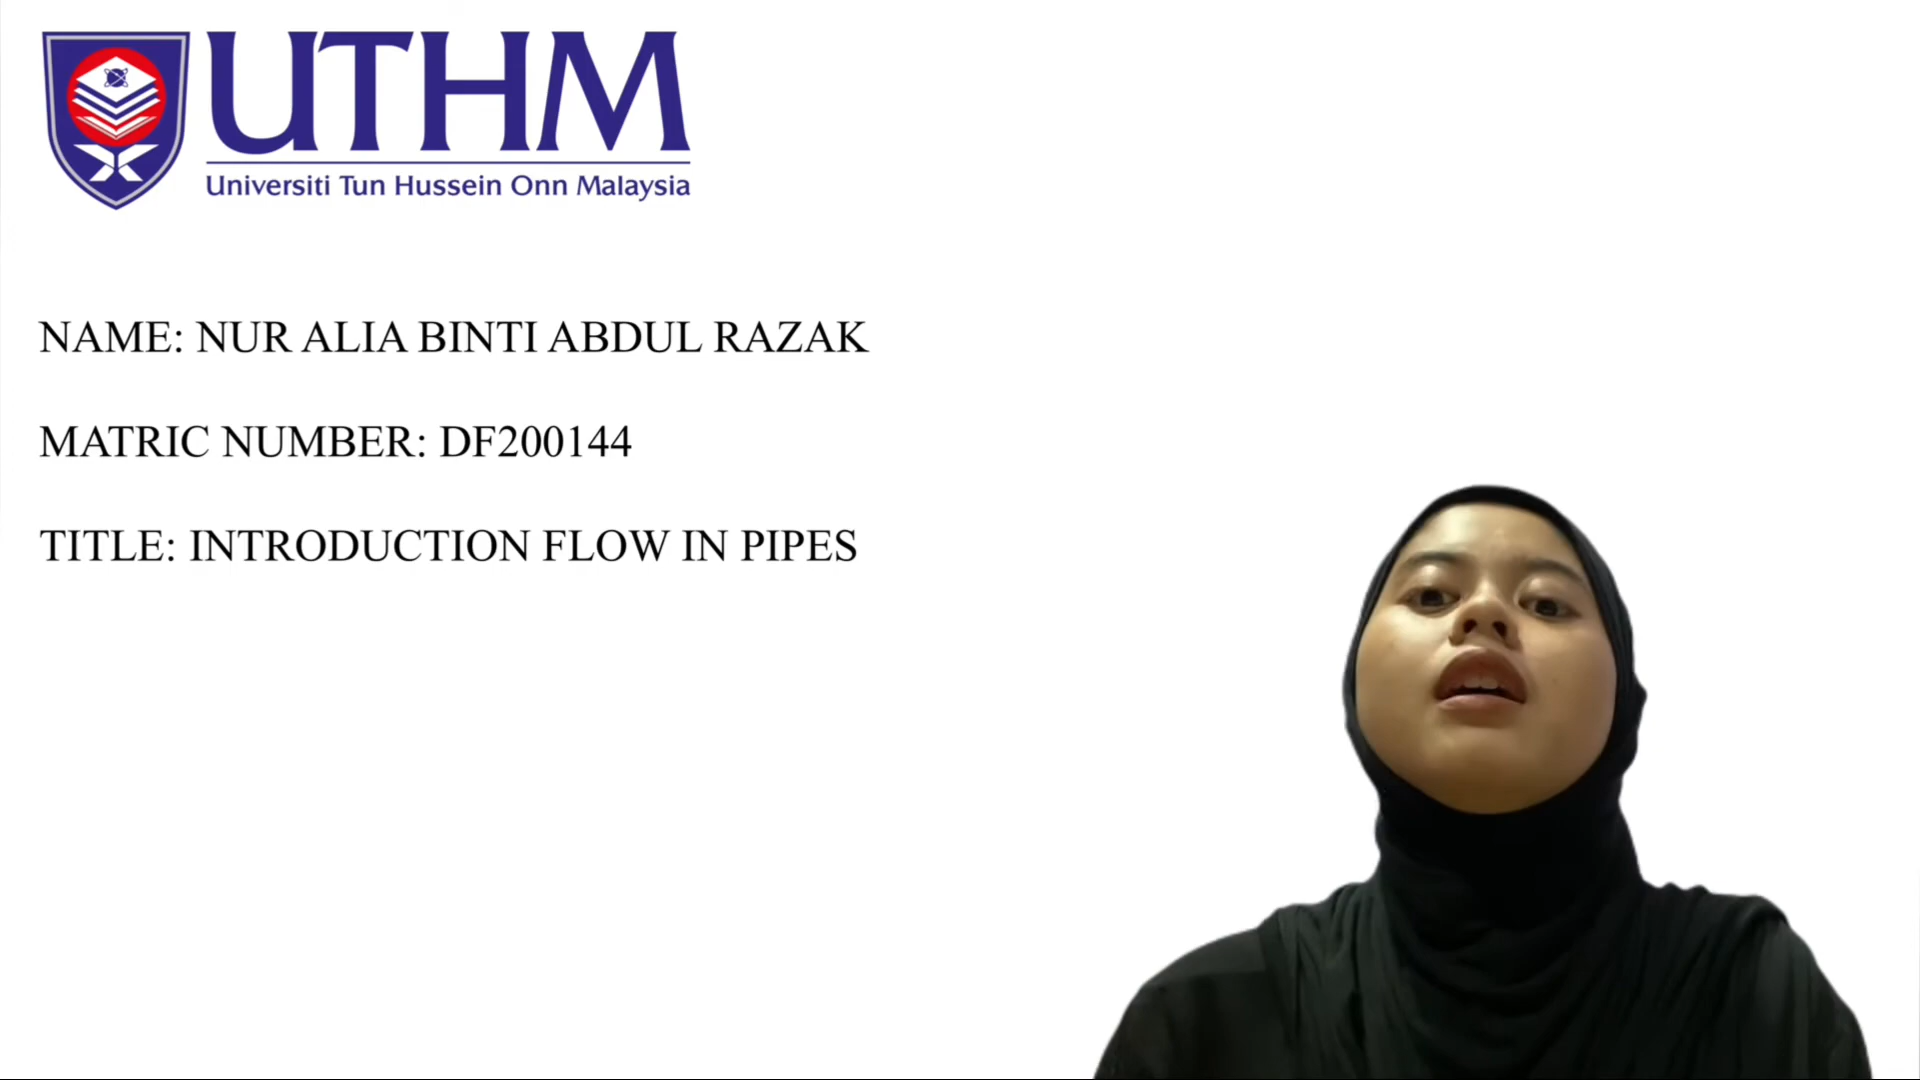 UTHM
Universiti Tun Hussein Onn Malaysia
NAME: NUR ALIA BINTI ABDUL RAZAK
MATRIC NUMBER: DF200144
TITLE: INTRODUCTION FLOW IN PIPES